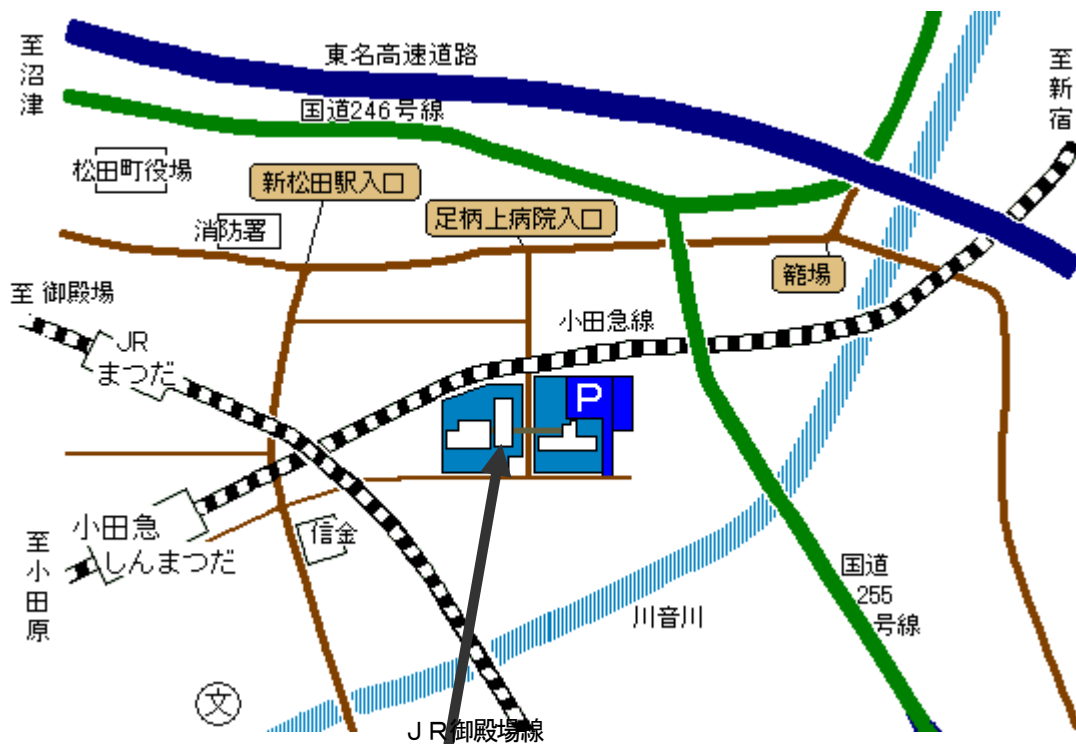 至沼津
東名高速道路
至新宿
国道246号線
松田町役場
新松田駅入口
足柄上病院入口
消防署
籠場
至 御殿場
小田急線
JR
まつだ
P
小田急
しんまつだ
信金
至小田原
国道
255
号線
川音川
文
ＪＲ御殿場線